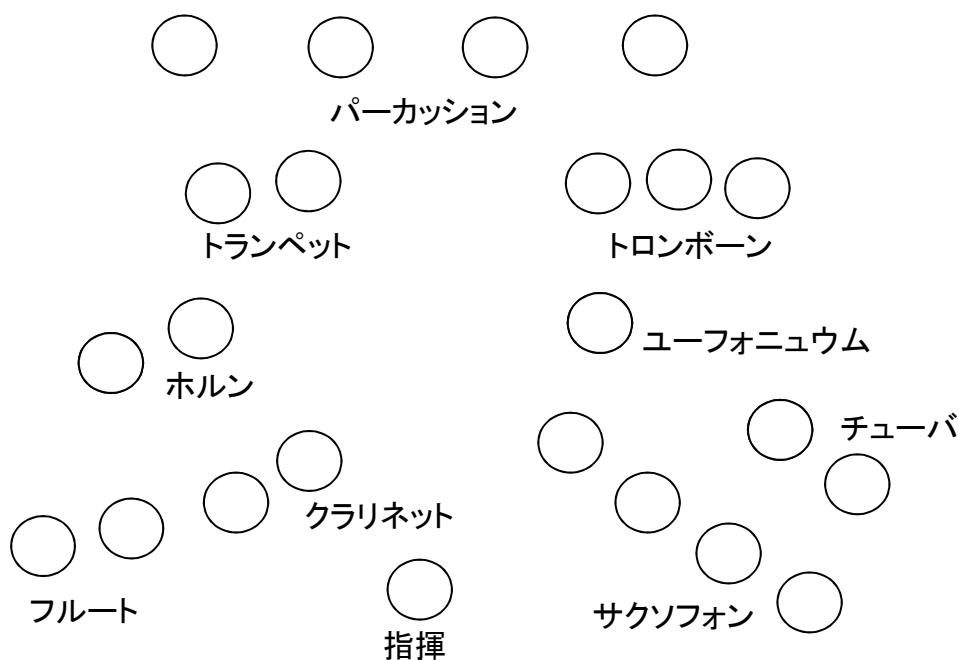 パーカッション
トランペット
トロンボーン
ユーフォニュウム
ホルン
チューバ
クラリネット
フルート
サクソフォン
指揮